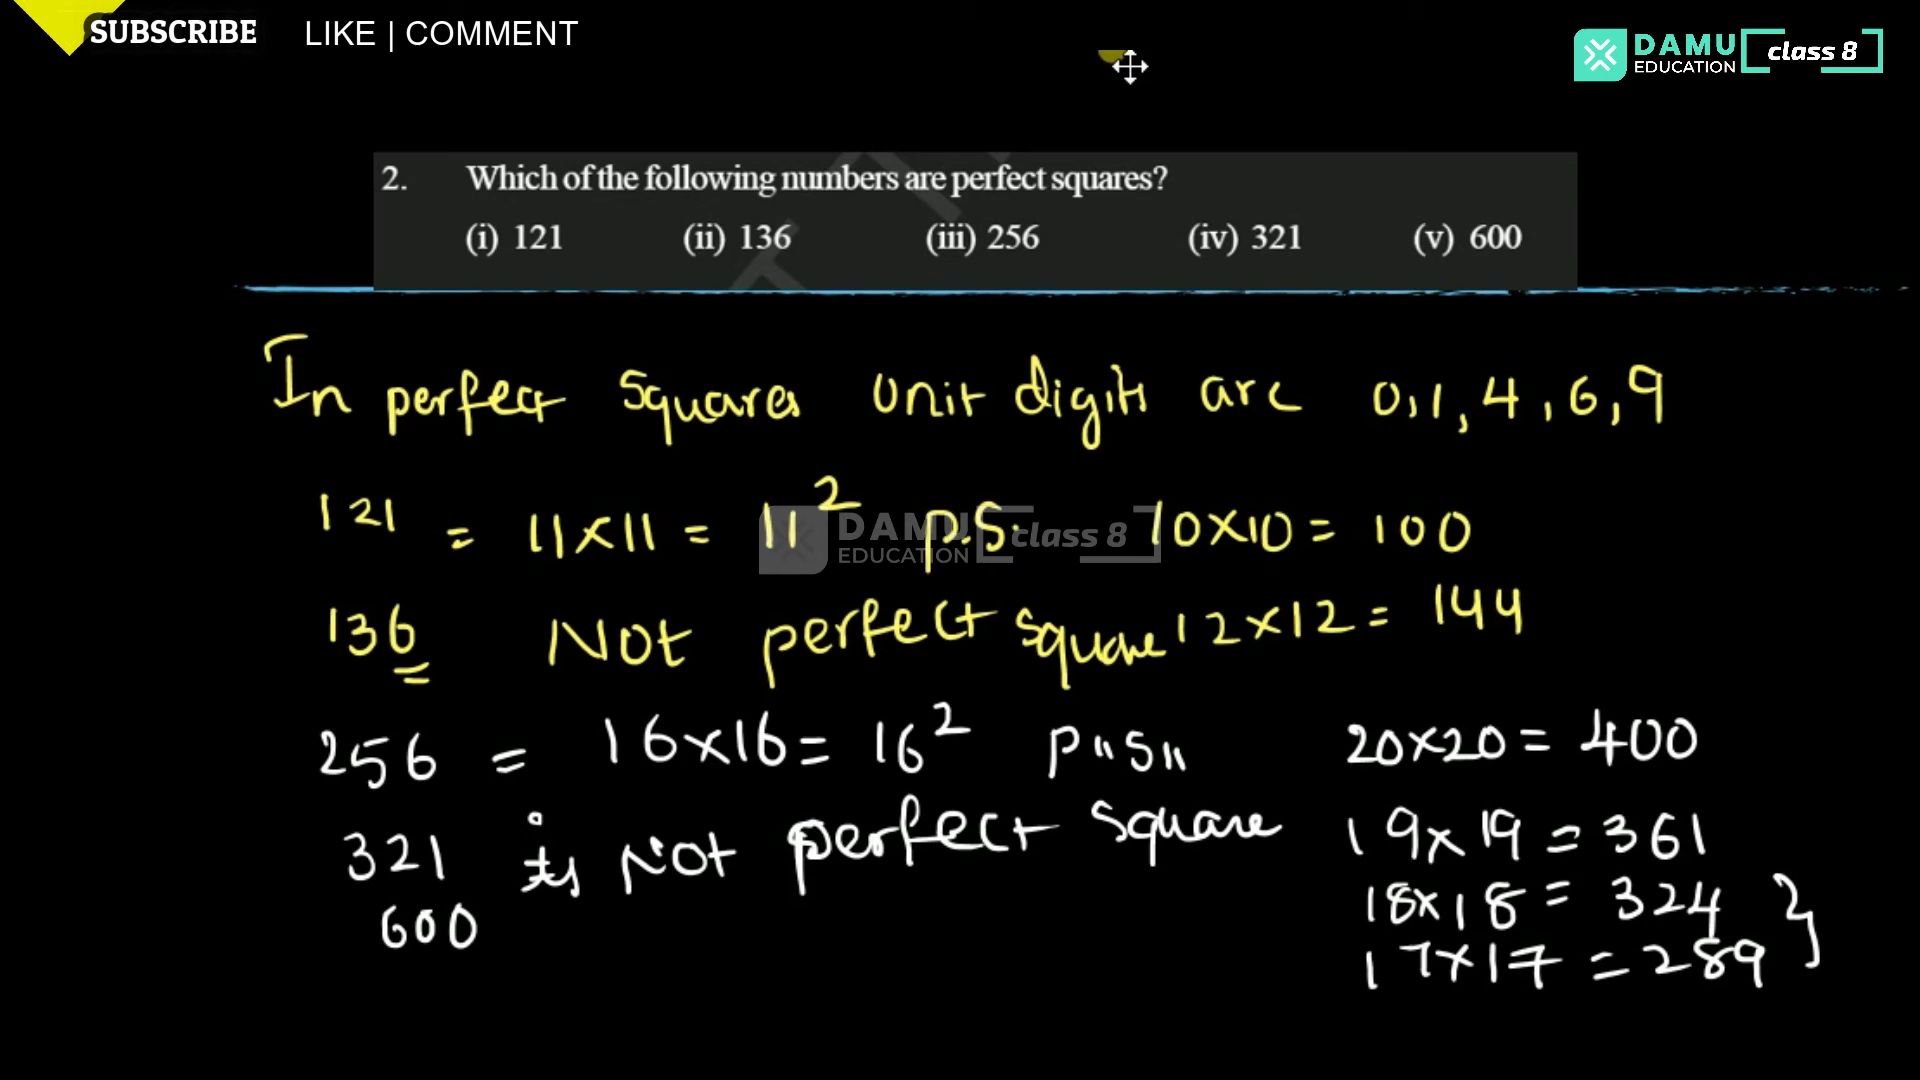 SUBSCRIBE LIKE | COMMENT
DAMU EDUCATION class 8
2. Which of the following numbers are perfect squares?
(i) 121 (ii) 136 (iii) 256 (iv) 321 (v) 600
In perfect squares unit digits are 0,1,4,6,9
121 = 11×11 = 11² p.s. 10×10 = 100
DAMU EDUCATION class 8
136 Not perfect square 12×12 = 144
256 = 16×16 = 16² P"S" 20×20 = 400
321 is Not perfect square 19×19 = 361
600 18×18 = 324 }
17×17 = 289